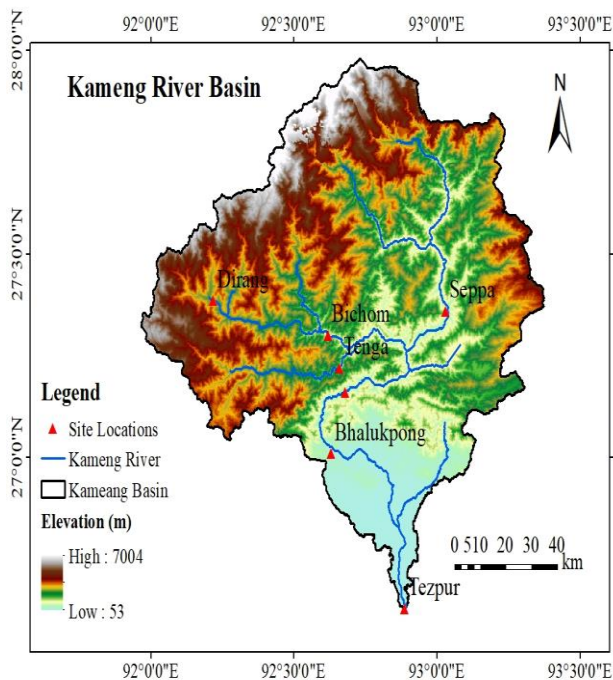 92°0'0"E 92°30'0"E 93°0'0"E 93°30'0"E
28°0'0"N
27°30'0"N
27°0'0"N
Kameng River Basin
N
Dirang
Seppa
Bichom
Tenga
Bhalukpong
Tezpur
Legend
Site Locations
Kameng River
Kameang Basin
Elevation (m)
High : 7004
Low : 53
0 5 10 20 30 40
km
92°0'0"E 92°30'0"E 93°0'0"E 93°30'0"E